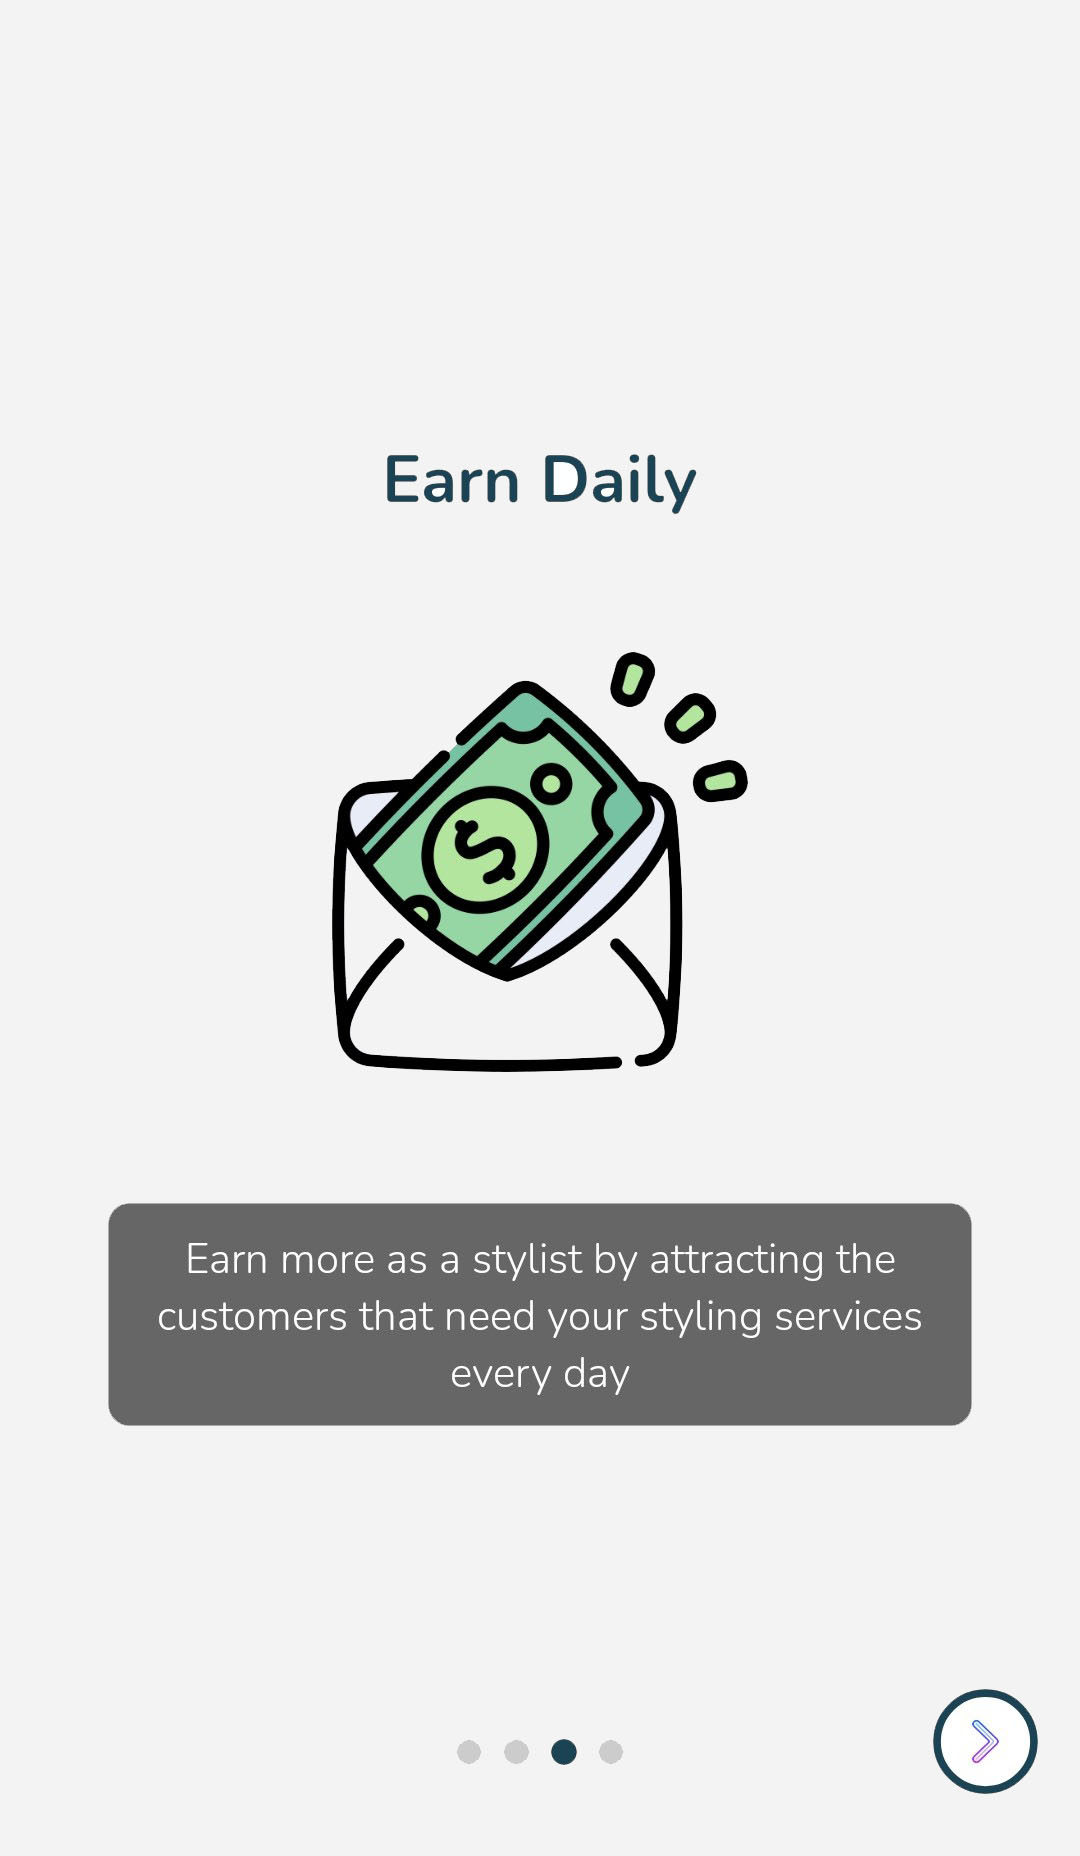 Earn Daily
$
Earn more as a stylist by attracting the
customers that need your styling services
every day